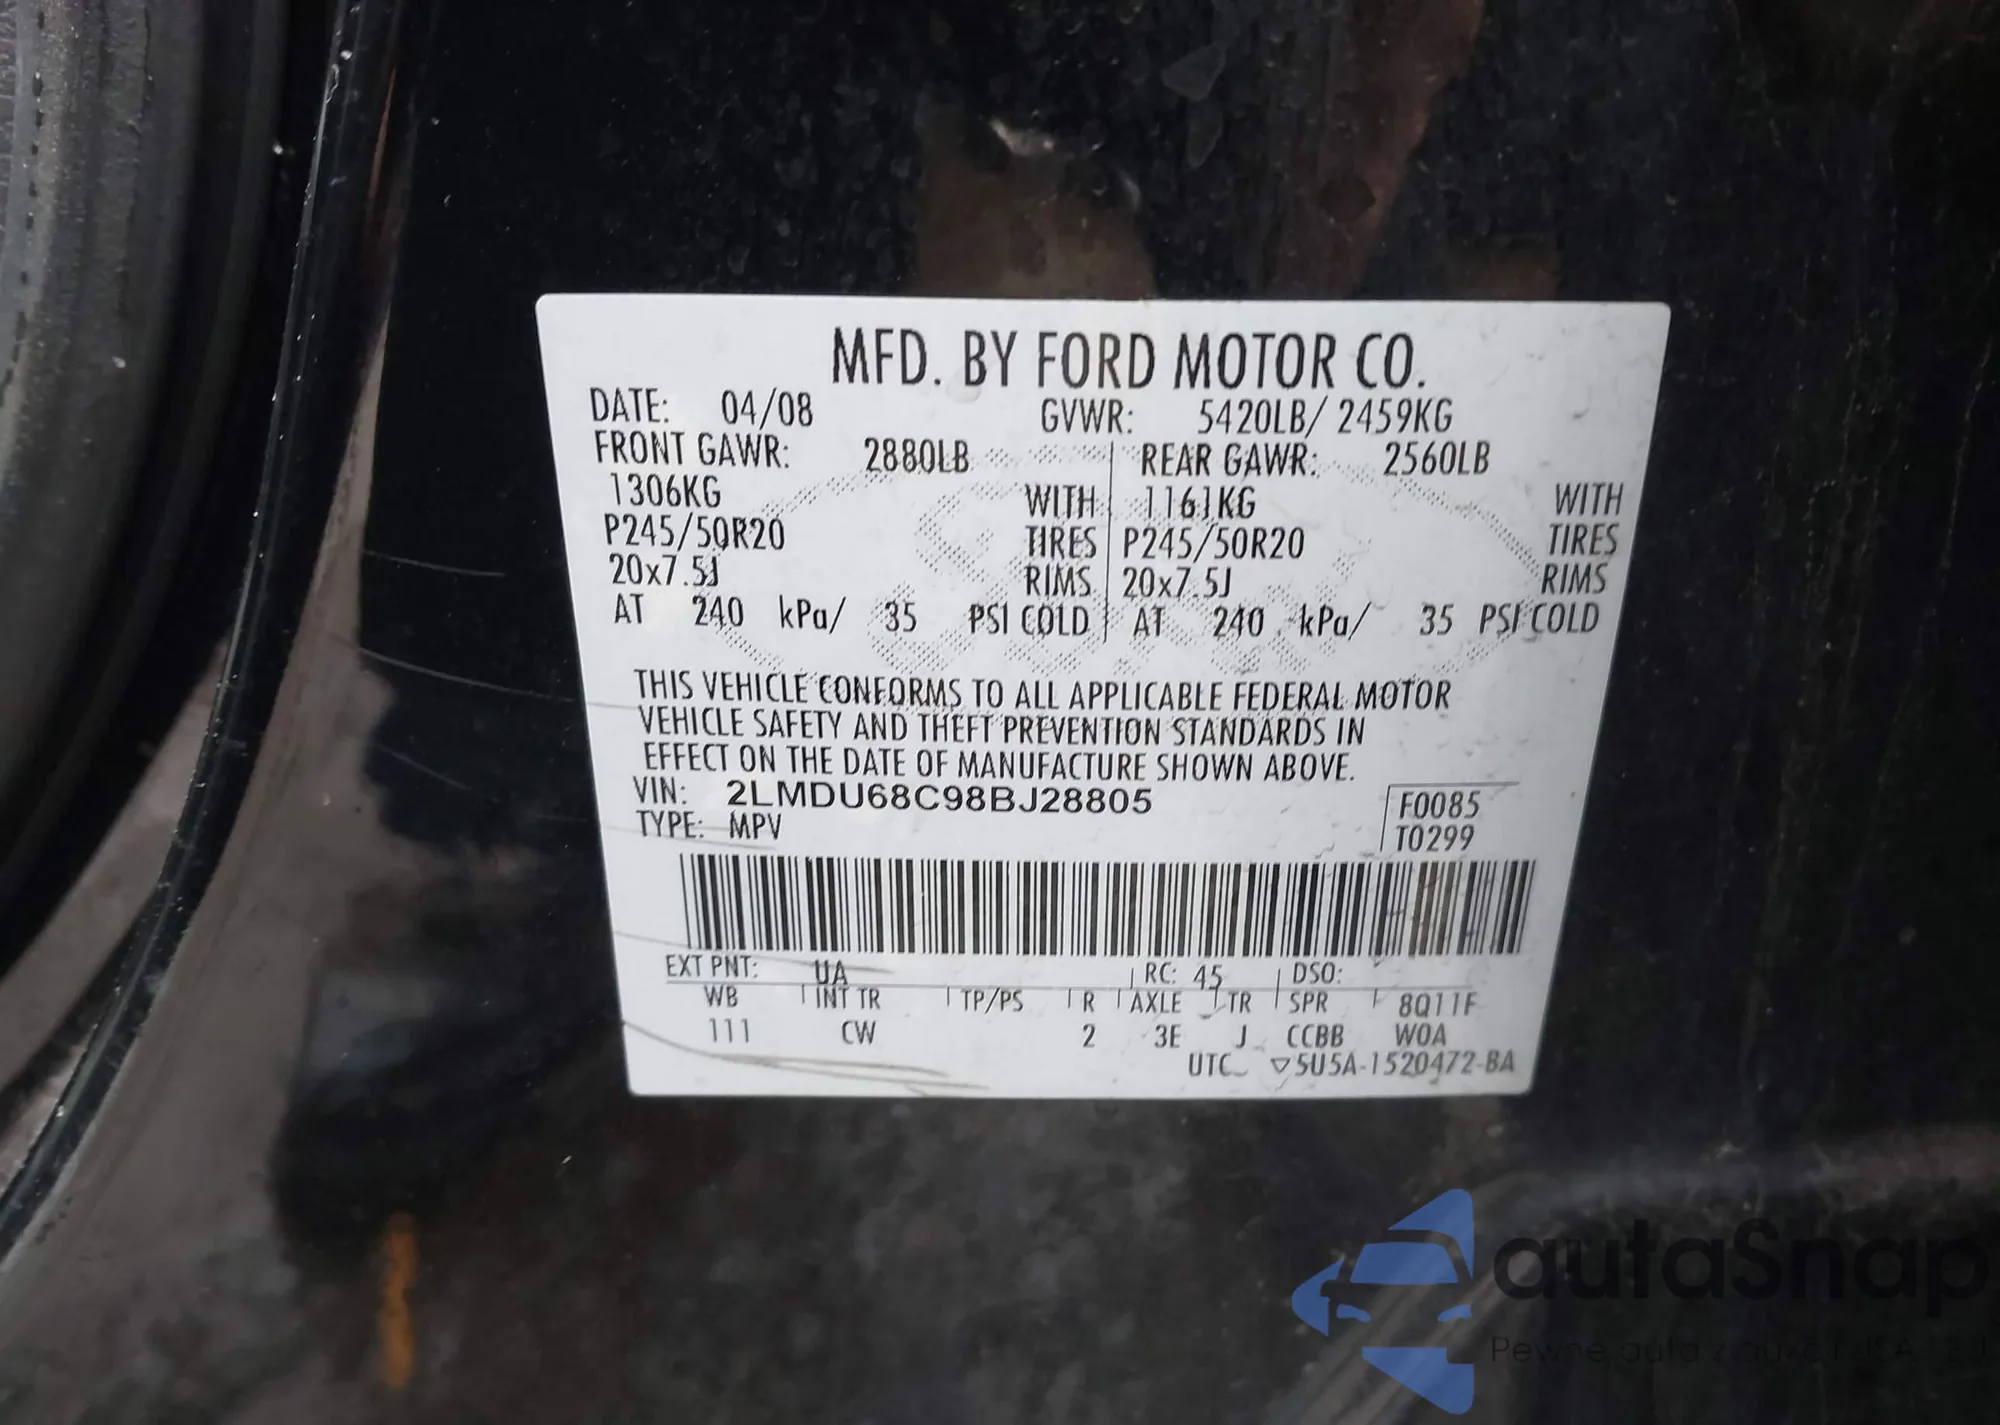 MFD. BY FORD MOTOR CO.
DATE: 04/08 GVWR: 5420LB/ 2459KG
FRONT GAWR: 2880LB REAR GAWR: 2560LB
1306KG WITH 1161KG WITH
P245/50R20 TIRES P245/50R20 TIRES
20x7.5J RIMS 20x7.5J RIMS
AT 240 kPa/ 35 PSI COLD AT 240 kPa/ 35 PSI COLD
THIS VEHICLE CONFORMS TO ALL APPLICABLE FEDERAL MOTOR
VEHICLE SAFETY AND THEFT PREVENTION STANDARDS IN
EFFECT ON THE DATE OF MANUFACTURE SHOWN ABOVE.
VIN: 2LMDU68C98BJ28805 F0085
TYPE: MPV T0299
EXT PNT: UA RC: 45 DSO:
WB INT TR TP/PS R AXLE TR SPR 8Q11F
111 CW 2 3E J CCBB WOA
UTC ▽5U5A-1520472-BA
autaSnap
Pewne auta z